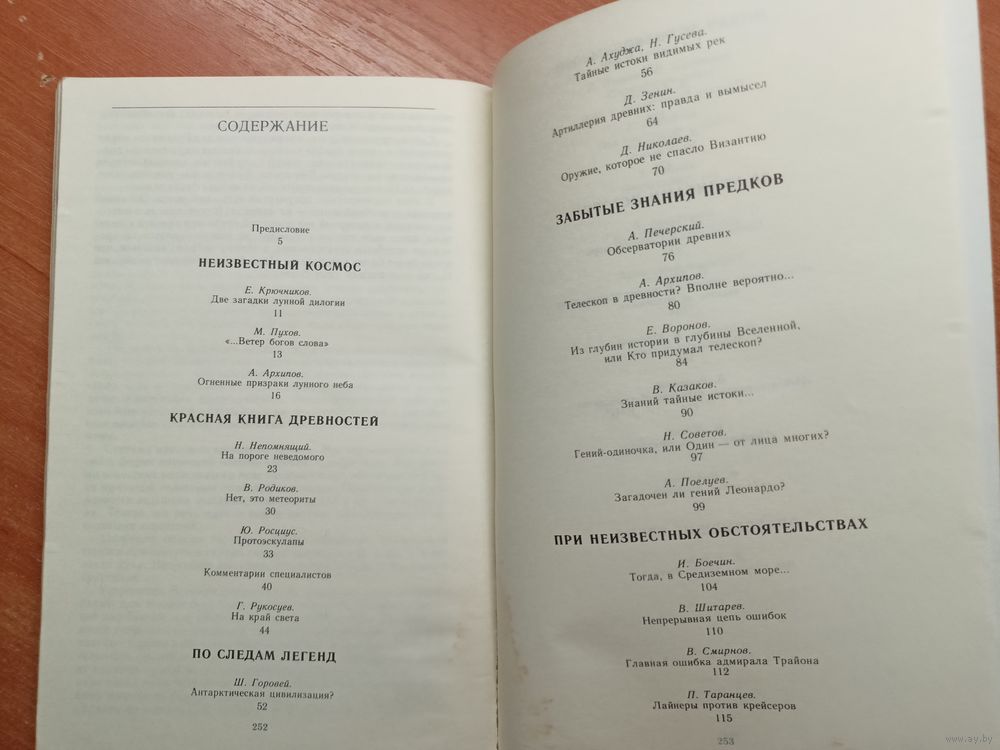 СОДЕРЖАНИЕ
Предисловие
5
НЕИЗВЕСТНЫЙ КОСМОС
Е. Крючников.
Две загадки лунной дилогии
11
М. Пухов.
«...Ветер богов слова»
13
А. Архипов.
Огненные призраки лунного неба
16
КРАСНАЯ КНИГА ДРЕВНОСТЕЙ
Н. Непомнящий.
На пороге неведомого
23
В. Родиков.
Нет, это метеориты
30
Ю. Росциус.
Протоэскулапы
33
Комментарии специалистов
40
Г. Рукосуев.
На край света
44
ПО СЛЕДАМ ЛЕГЕНД
Ш. Горовей.
Антарктическая цивилизация?
52
252
А. Ахуджа, Н. Гусева.
Тайные истоки видимых рек
56
Д. Зенин.
Артиллерия древних: правда и вымысел
64
Д. Николаев.
Оружие, которое не спасло Византию
70
ЗАБЫТЫЕ ЗНАНИЯ ПРЕДКОВ
А. Печерский.
Обсерватории древних
76
А. Архипов.
Телескоп в древности? Вполне вероятно...
80
Е. Воронов.
Из глубин истории в глубины Вселенной,
или Кто придумал телескоп?
84
В. Казаков.
Знаний тайные истоки...
90
Н. Советов.
Гений-одиночка, или Один — от лица многих?
97
А. Поелуев.
Загадочен ли гений Леонардо?
99
ПРИ НЕИЗВЕСТНЫХ ОБСТОЯТЕЛЬСТВАХ
И. Боечин.
Тогда, в Средиземном море...
104
В. Шитарев.
Непрерывная цепь ошибок
110
В. Смирнов.
Главная ошибка адмирала Трайона
112
П. Таранцев.
Лайнеры против крейсеров
115
253
www.ay.by